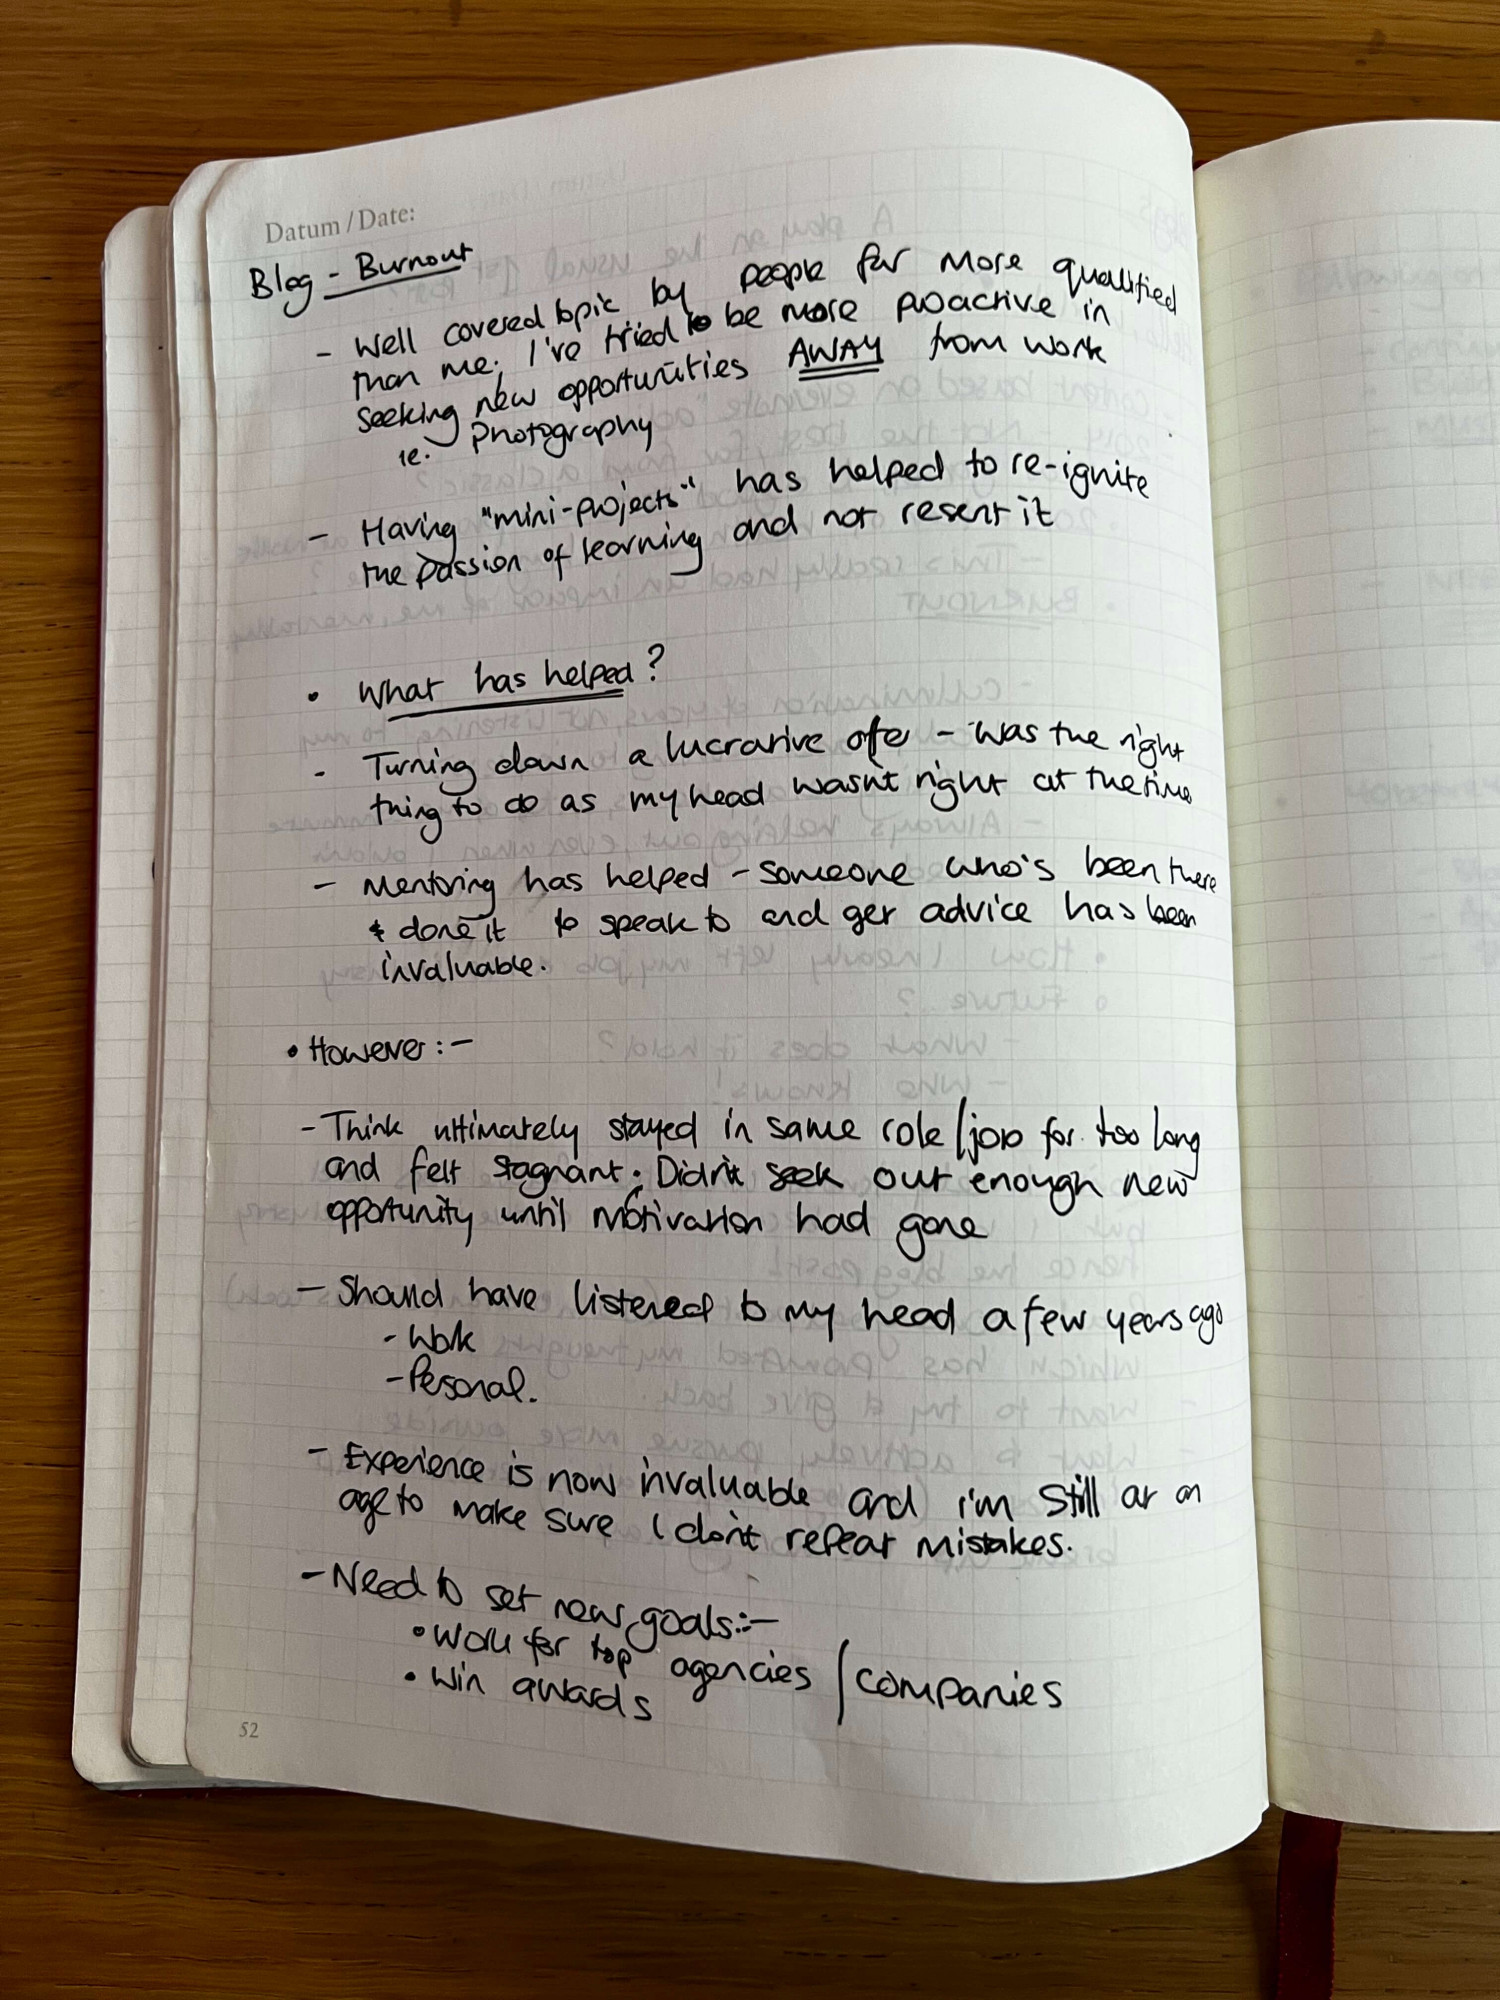 Datum / Date:
Blog - Burnout
- Well covered topic by people far more qualified
than me; I've tried to be more proactive in
seeking new opportunities AWAY from work
ie. Photography
- Having "mini-projects" has helped to re-ignite
the passion of learning and not resent it
• What has helped?
- Turning down a lucrative offer - was the right
thing to do as my head wasn't right at the time
- Mentoring has helped - someone who's been there
& done it to speak to and get advice has been
invaluable.
• However:-
- Think ultimately stayed in same role/job for too long
and felt stagnant. Didn't seek out enough new
opportunity until motivation had gone
- Should have listened to my head a few years ago
- Work
- Personal.
- Experience is now invaluable and I'm still at an
age to make sure I don't repeat mistakes.
- Need to set new goals:-
• Work for top agencies / companies
• Win awards
52